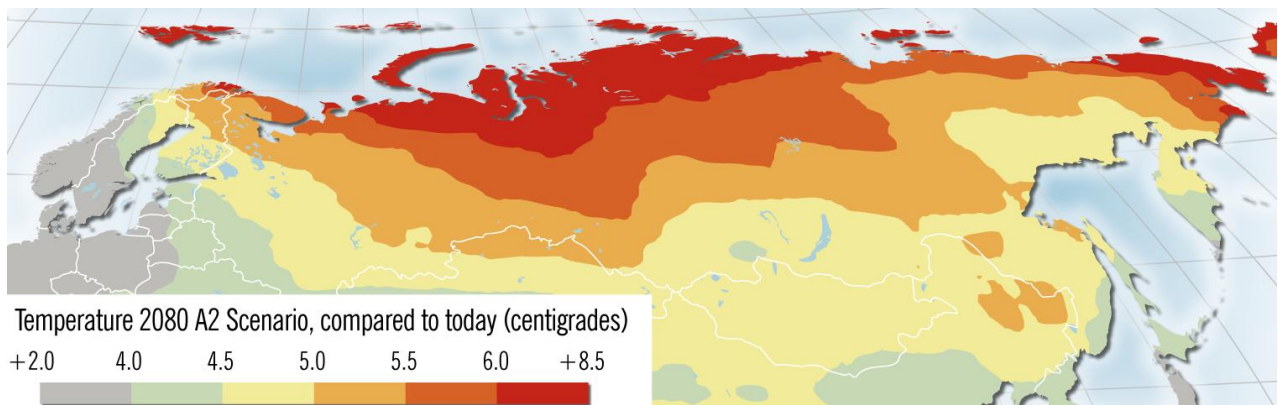 Temperature 2080 A2 Scenario, compared to today (centigrades)
+2.0 4.0 4.5 5.0 5.5 6.0 +8.5